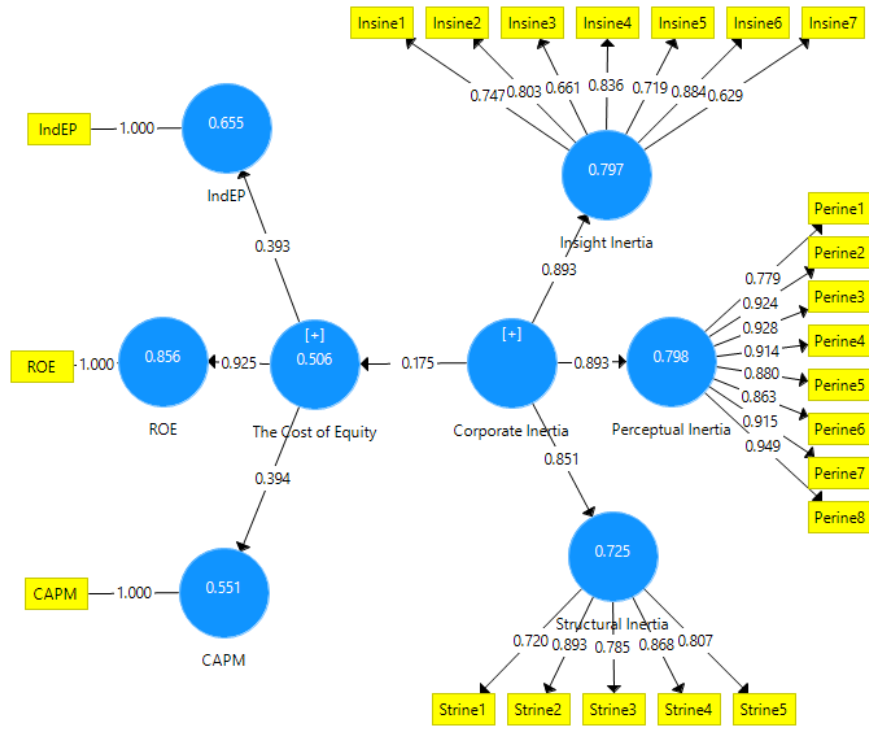 Insine1 Insine2 Insine3 Insine4 Insine5 Insine6 Insine7
0.747 0.803 0.661 0.836 0.719 0.884 0.629
0.797
Insight Inertia
0.893
IndEP
1.000
0.655
IndEP
0.393
ROE
1.000
0.856
ROE
0.925
[+]
0.506
The Cost of Equity
0.175
[+]
Corporate Inertia
0.893
0.798
Perceptual Inertia
0.779
0.924
0.928
0.914
0.880
0.863
0.915
0.949
Perine1
Perine2
Perine3
Perine4
Perine5
Perine6
Perine7
Perine8
0.394
CAPM
1.000
0.551
CAPM
0.851
0.725
Structural Inertia
0.720 0.893 0.785 0.868 0.807
Strine1 Strine2 Strine3 Strine4 Strine5